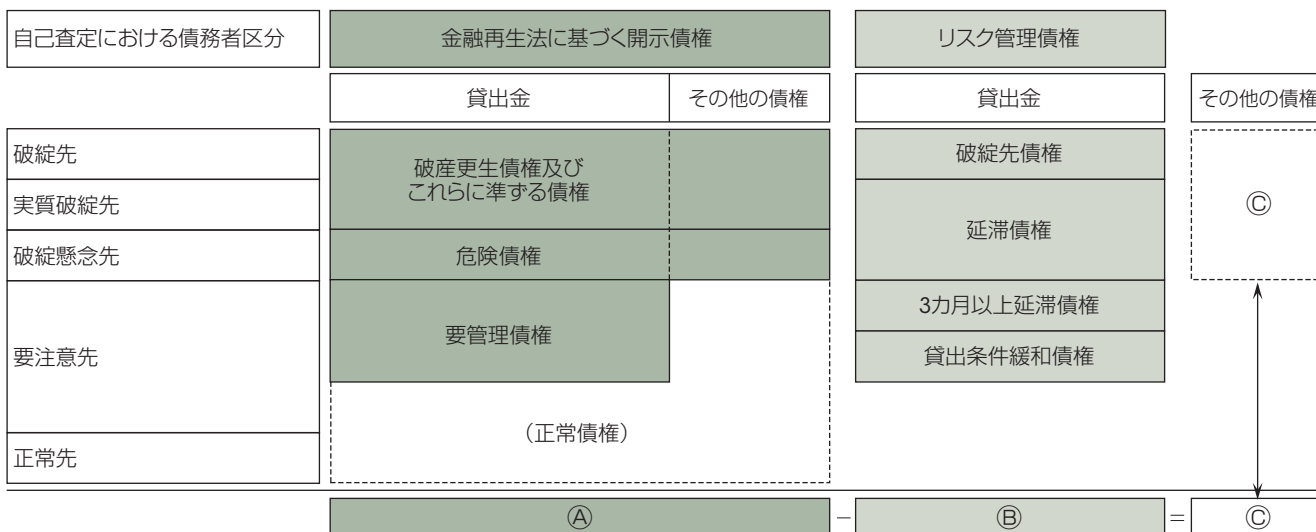 自己査定における債務者区分
金融再生法に基づく開示債権
リスク管理債権
貸出金
その他の債権
貸出金
その他の債権
破綻先
実質破綻先
破綻懸念先
要注意先
正常先
破産更生債権及び
これらに準ずる債権
危険債権
要管理債権
（正常債権）
破綻先債権
延滞債権
3カ月以上延滞債権
貸出条件緩和債権
Ⓒ
Ⓐ − Ⓑ = Ⓒ